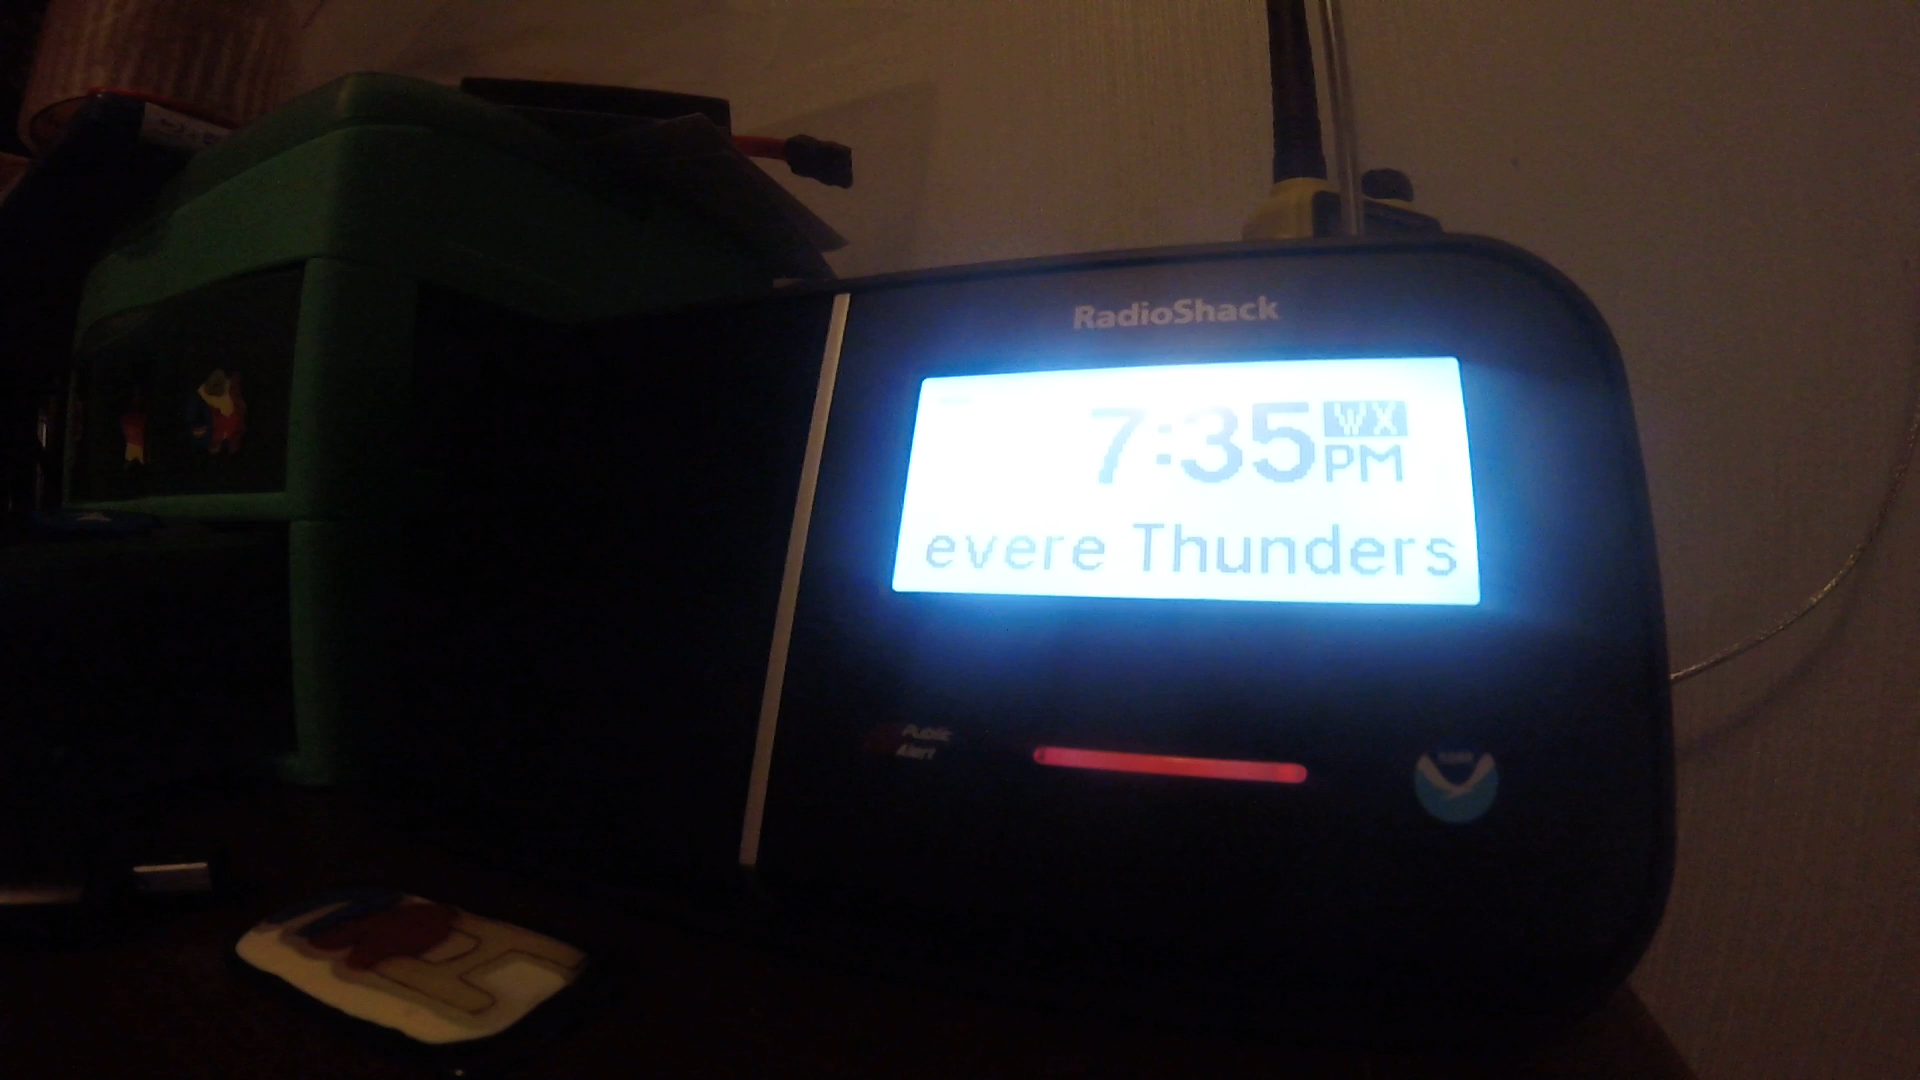 RadioShack
7:35 WX
PM
evere Thunders
Public
Alert